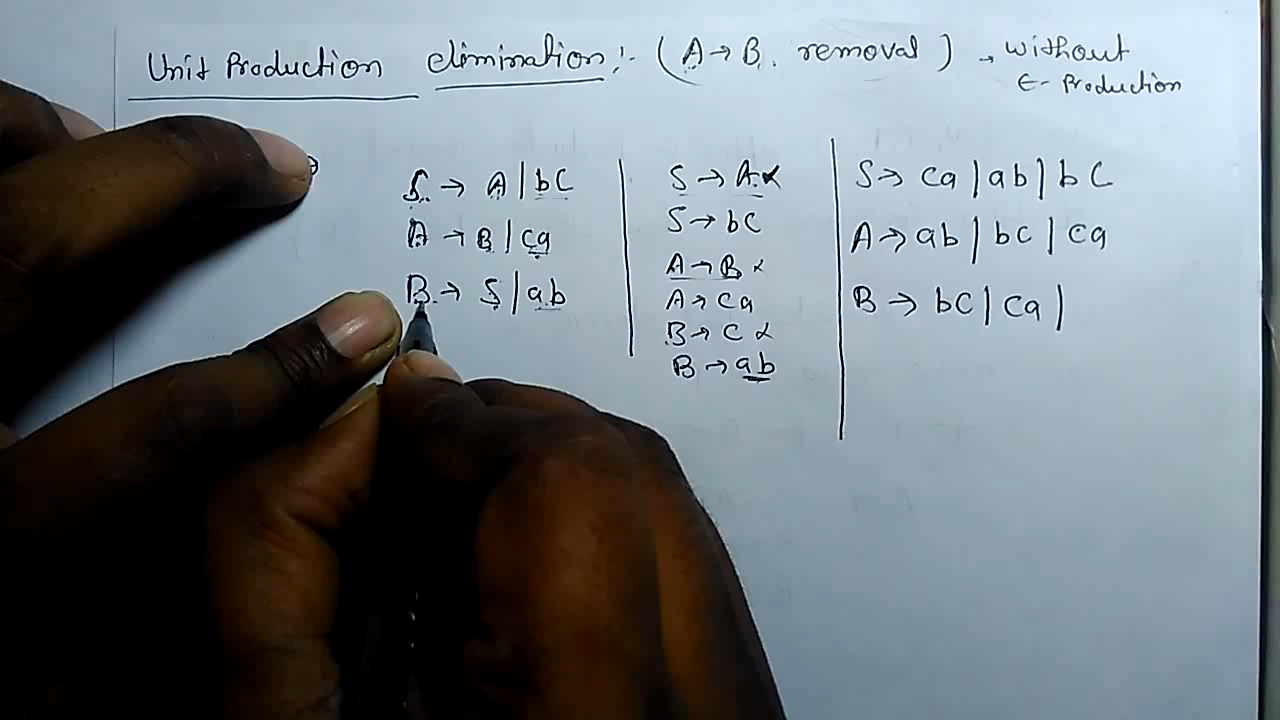 Unit Production elimination :- ( A → B. removal ) → without
ε - Production
S → A | bC
A → B | Ca
B → S | ab
S → A ×
S → bC
A → B ×
A → Ca
B → C ×
B → ab
S → Ca | ab | bC
A → ab | bC | Ca
B → bC | Ca |